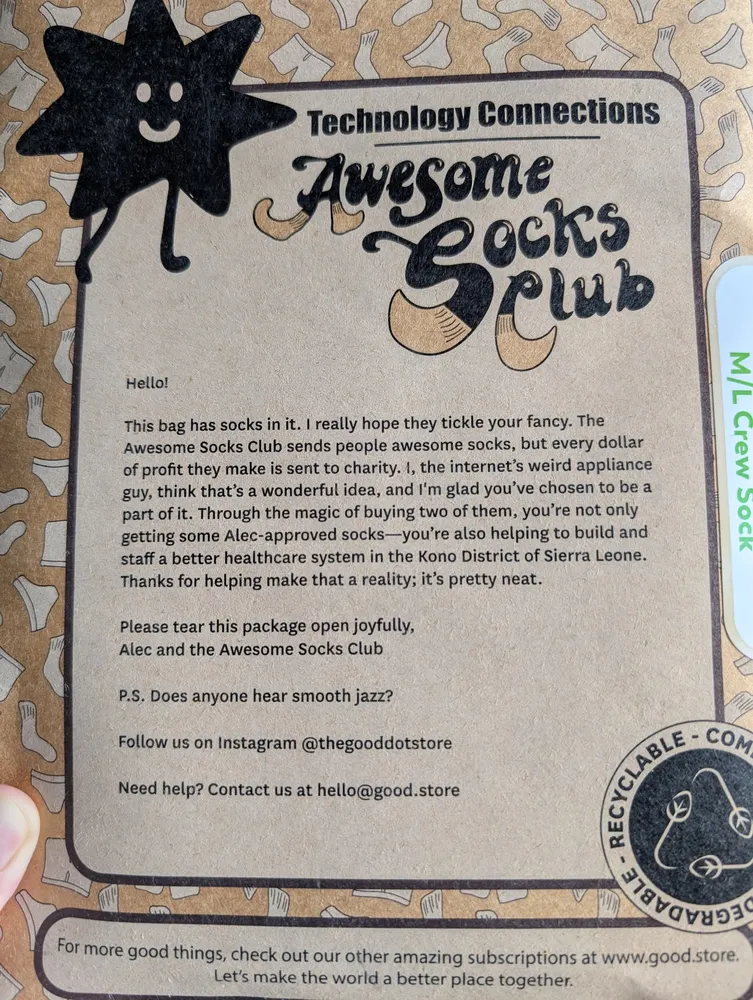 Technology Connections
Awesome
Socks
Club
Hello!
This bag has socks in it. I really hope they tickle your fancy. The
Awesome Socks Club sends people awesome socks, but every dollar
of profit they make is sent to charity. I, the internet's weird appliance
guy, think that's a wonderful idea, and I'm glad you've chosen to be a
part of it. Through the magic of buying two of them, you're not only
getting some Alec-approved socks—you're also helping to build and
staff a better healthcare system in the Kono District of Sierra Leone.
Thanks for helping make that a reality; it's pretty neat.
Please tear this package open joyfully,
Alec and the Awesome Socks Club
P.S. Does anyone hear smooth jazz?
Follow us on Instagram @thegooddotstore
Need help? Contact us at hello@good.store
M/L Crew Sock
RECYCLABLE - COM
DEGRADABLE -
For more good things, check out our other amazing subscriptions at www.good.store.
Let's make the world a better place together.